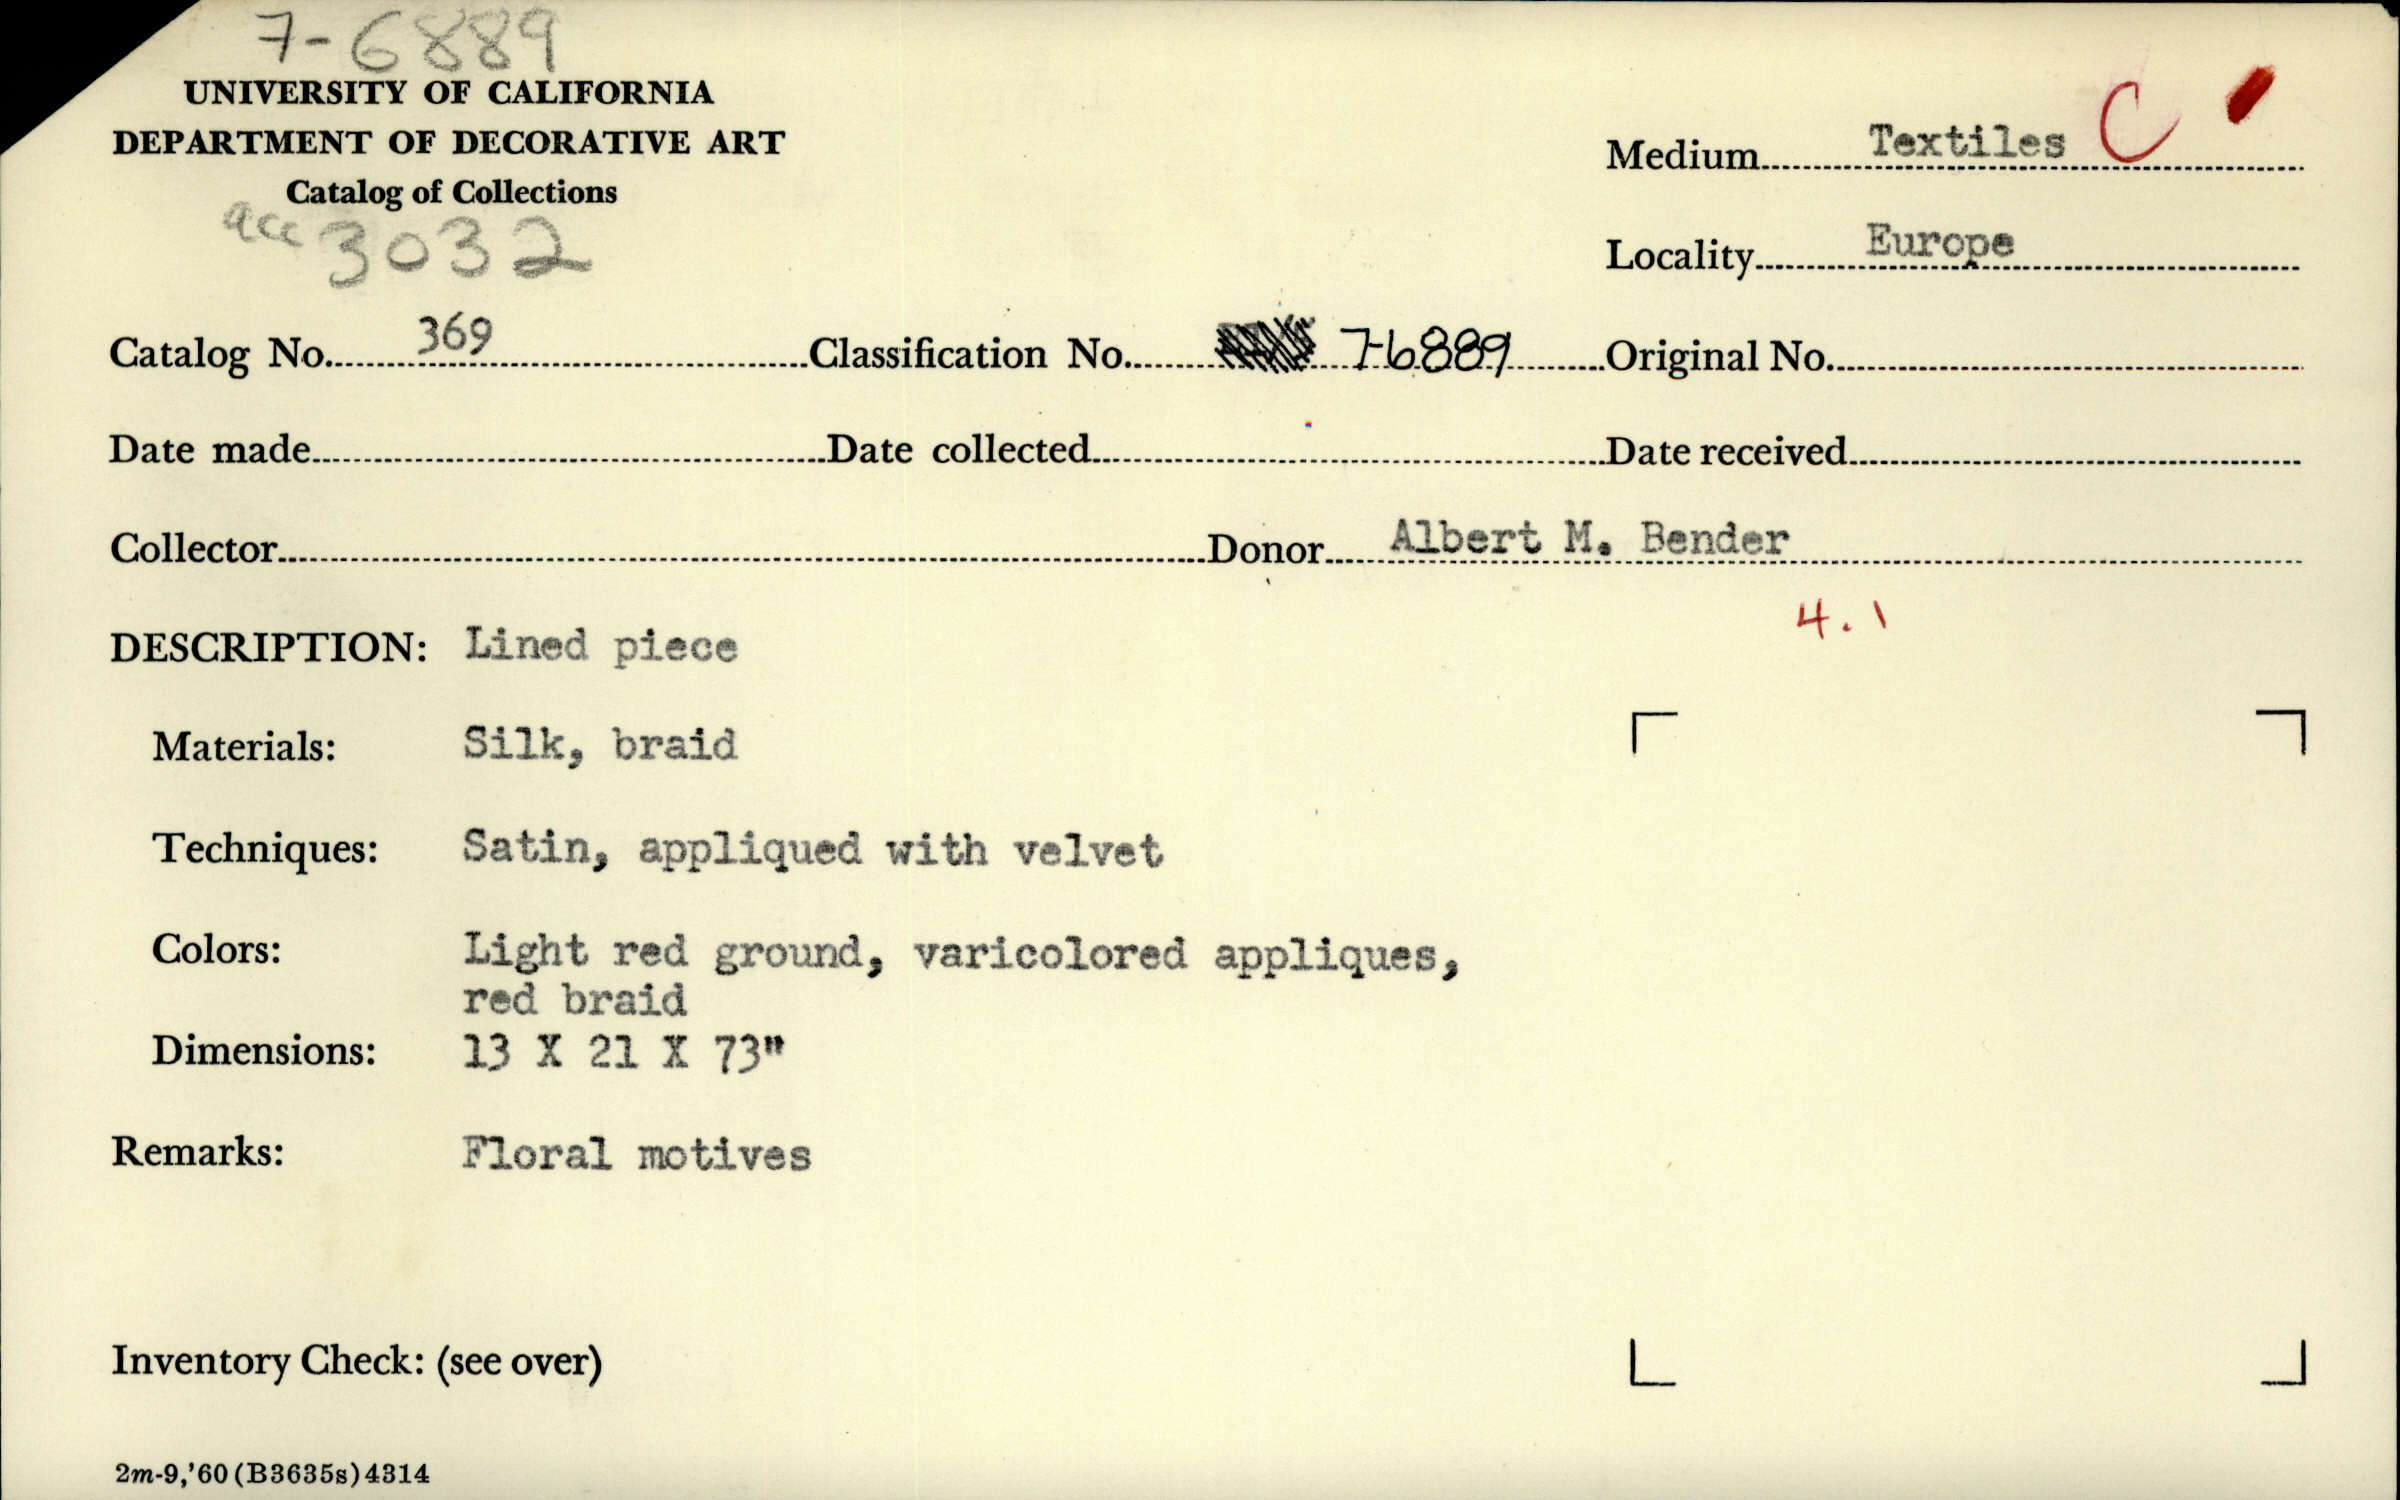 7-6889
UNIVERSITY OF CALIFORNIA
DEPARTMENT OF DECORATIVE ART
Catalog of Collections
acc 3032
Medium Textiles C
Locality Europe
Catalog No. 369 Classification No. 7-6889 Original No.
Date made Date collected Date received
Collector Donor Albert M. Bender
4.1
DESCRIPTION: Lined piece
Materials: Silk, braid
Techniques: Satin, appliqued with velvet
Colors: Light red ground, varicolored appliques,
red braid
Dimensions: 13 X 21 X 73"
Remarks: Floral motives
Inventory Check: (see over)
2m-9,'60 (B3635s) 4314